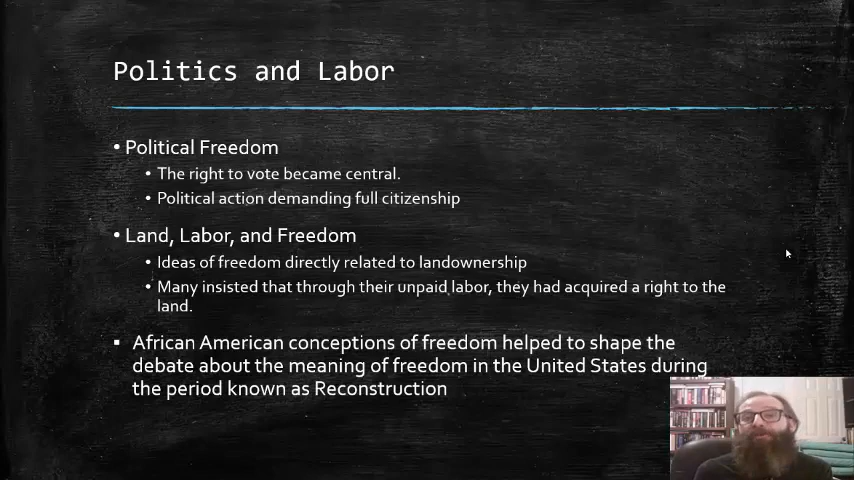 Politics and Labor
• Political Freedom
• The right to vote became central.
• Political action demanding full citizenship
• Land, Labor, and Freedom
• Ideas of freedom directly related to landownership
• Many insisted that through their unpaid labor, they had acquired a right to the
land.
▪ African American conceptions of freedom helped to shape the
debate about the meaning of freedom in the United States during
the period known as Reconstruction